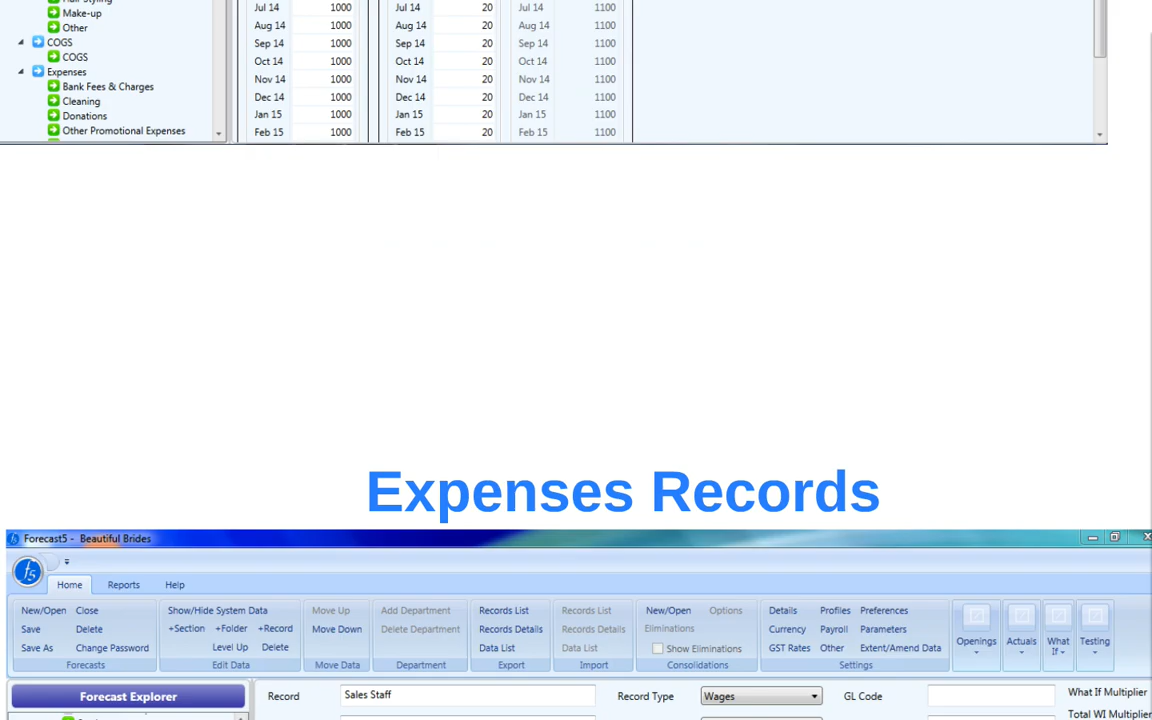 Jul 14 1000 Jul 14 20 Jul 14 1100
Make-up
Other Aug 14 1000 Aug 14 20 Aug 14 1100
COGS Sep 14 1000 Sep 14 20 Sep 14 1100
COGS Oct 14 1000 Oct 14 20 Oct 14 1100
Expenses Nov 14 1000 Nov 14 20 Nov 14 1100
Bank Fees & Charges
Cleaning Dec 14 1000 Dec 14 20 Dec 14 1100
Donations Jan 15 1000 Jan 15 20 Jan 15 1100
Other Promotional Expenses Feb 15 1000 Feb 15 20 Feb 15 1100
Expenses Records
Forecast5 - Beautiful Brides
f5
Home Reports Help
New/Open Close Show/Hide System Data Move Up Add Department Records List Records List New/Open Options Details Profiles Preferences
Save Delete +Section +Folder +Record Move Down Delete Department Records Details Records Details Eliminations Currency Payroll Parameters
Save As Change Password Level Up Delete Data List Data List Show Eliminations GST Rates Other Extent/Amend Data
Openings Actuals What If Testing
Forecasts Edit Data Move Data Department Export Import Consolidations Settings
Forecast Explorer Record Sales Staff Record Type Wages GL Code What If Multiplier
Total WI Multiplier